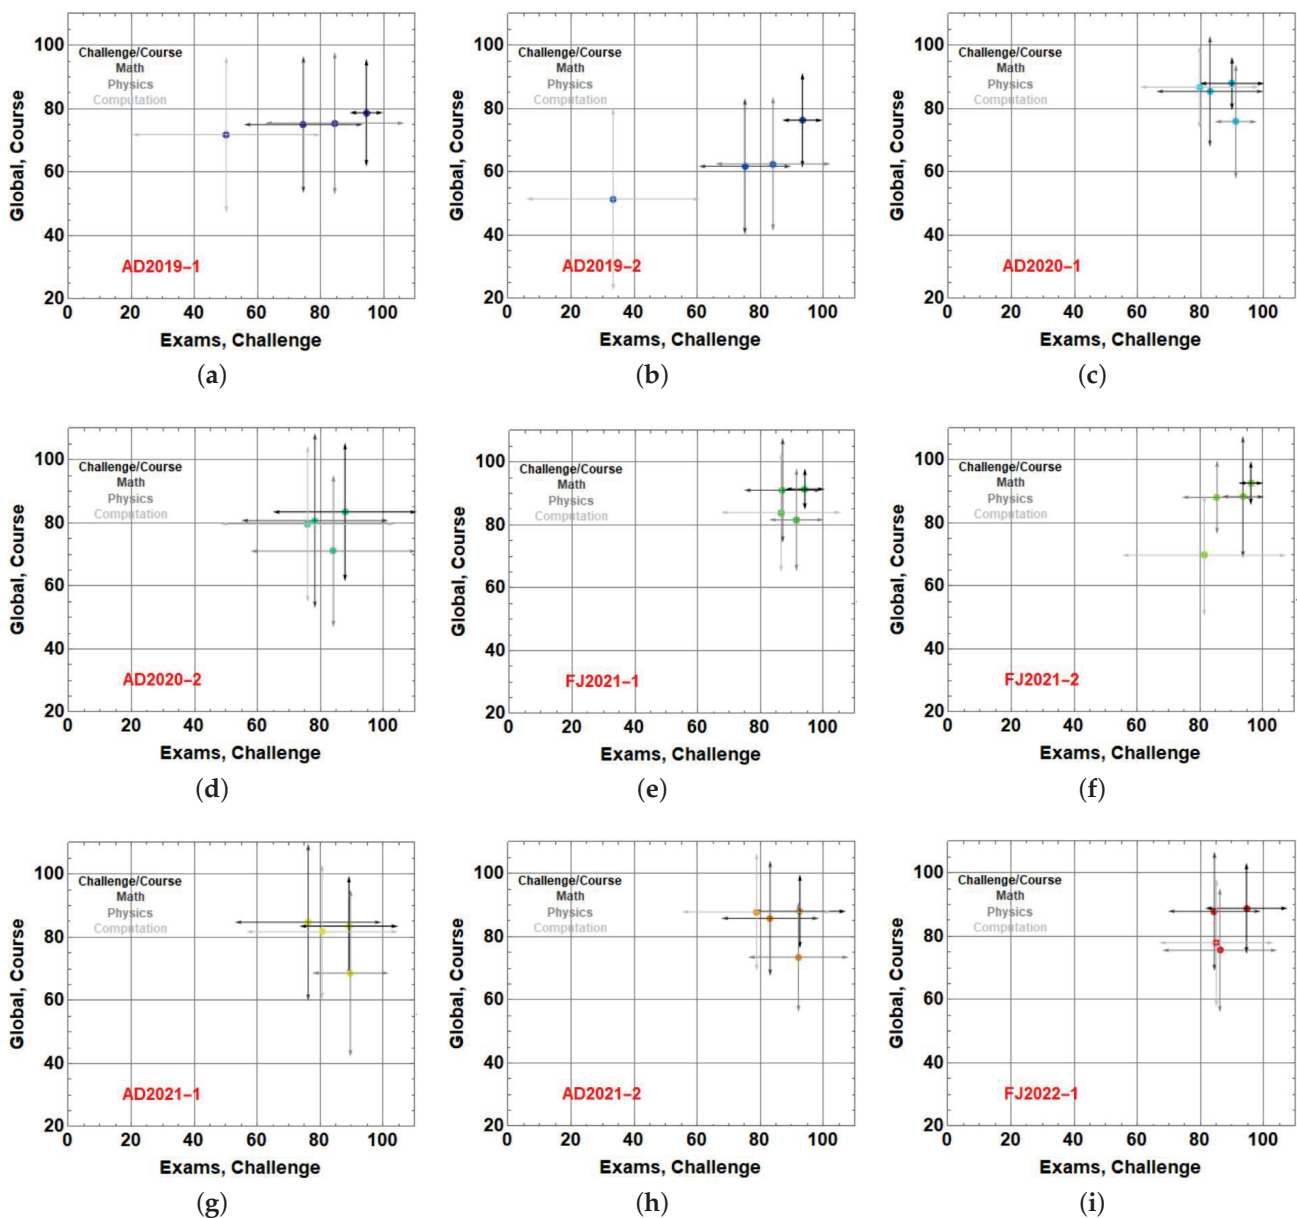 100
80
60
40
20
Global, Course
Challenge/Course
Math
Physics
Computation
AD2019-1
0 20 40 60 80 100
Exams, Challenge
(a)
100
80
60
40
20
Global, Course
Challenge/Course
Math
Physics
Computation
AD2019-2
0 20 40 60 80 100
Exams, Challenge
(b)
100
80
60
40
20
Global, Course
Challenge/Course
Math
Physics
Computation
AD2020-1
0 20 40 60 80 100
Exams, Challenge
(c)
100
80
60
40
20
Global, Course
Challenge/Course
Math
Physics
Computation
AD2020-2
0 20 40 60 80 100
Exams, Challenge
(d)
100
80
60
40
20
Global, Course
Challenge/Course
Math
Physics
Computation
FJ2021-1
0 20 40 60 80 100
Exams, Challenge
(e)
100
80
60
40
20
Global, Course
Challenge/Course
Math
Physics
Computation
FJ2021-2
0 20 40 60 80 100
Exams, Challenge
(f)
100
80
60
40
20
Global, Course
Challenge/Course
Math
Physics
Computation
AD2021-1
0 20 40 60 80 100
Exams, Challenge
(g)
100
80
60
40
20
Global, Course
Challenge/Course
Math
Physics
Computation
AD2021-2
0 20 40 60 80 100
Exams, Challenge
(h)
100
80
60
40
20
Global, Course
Challenge/Course
Math
Physics
Computation
FJ2022-1
0 20 40 60 80 100
Exams, Challenge
(i)